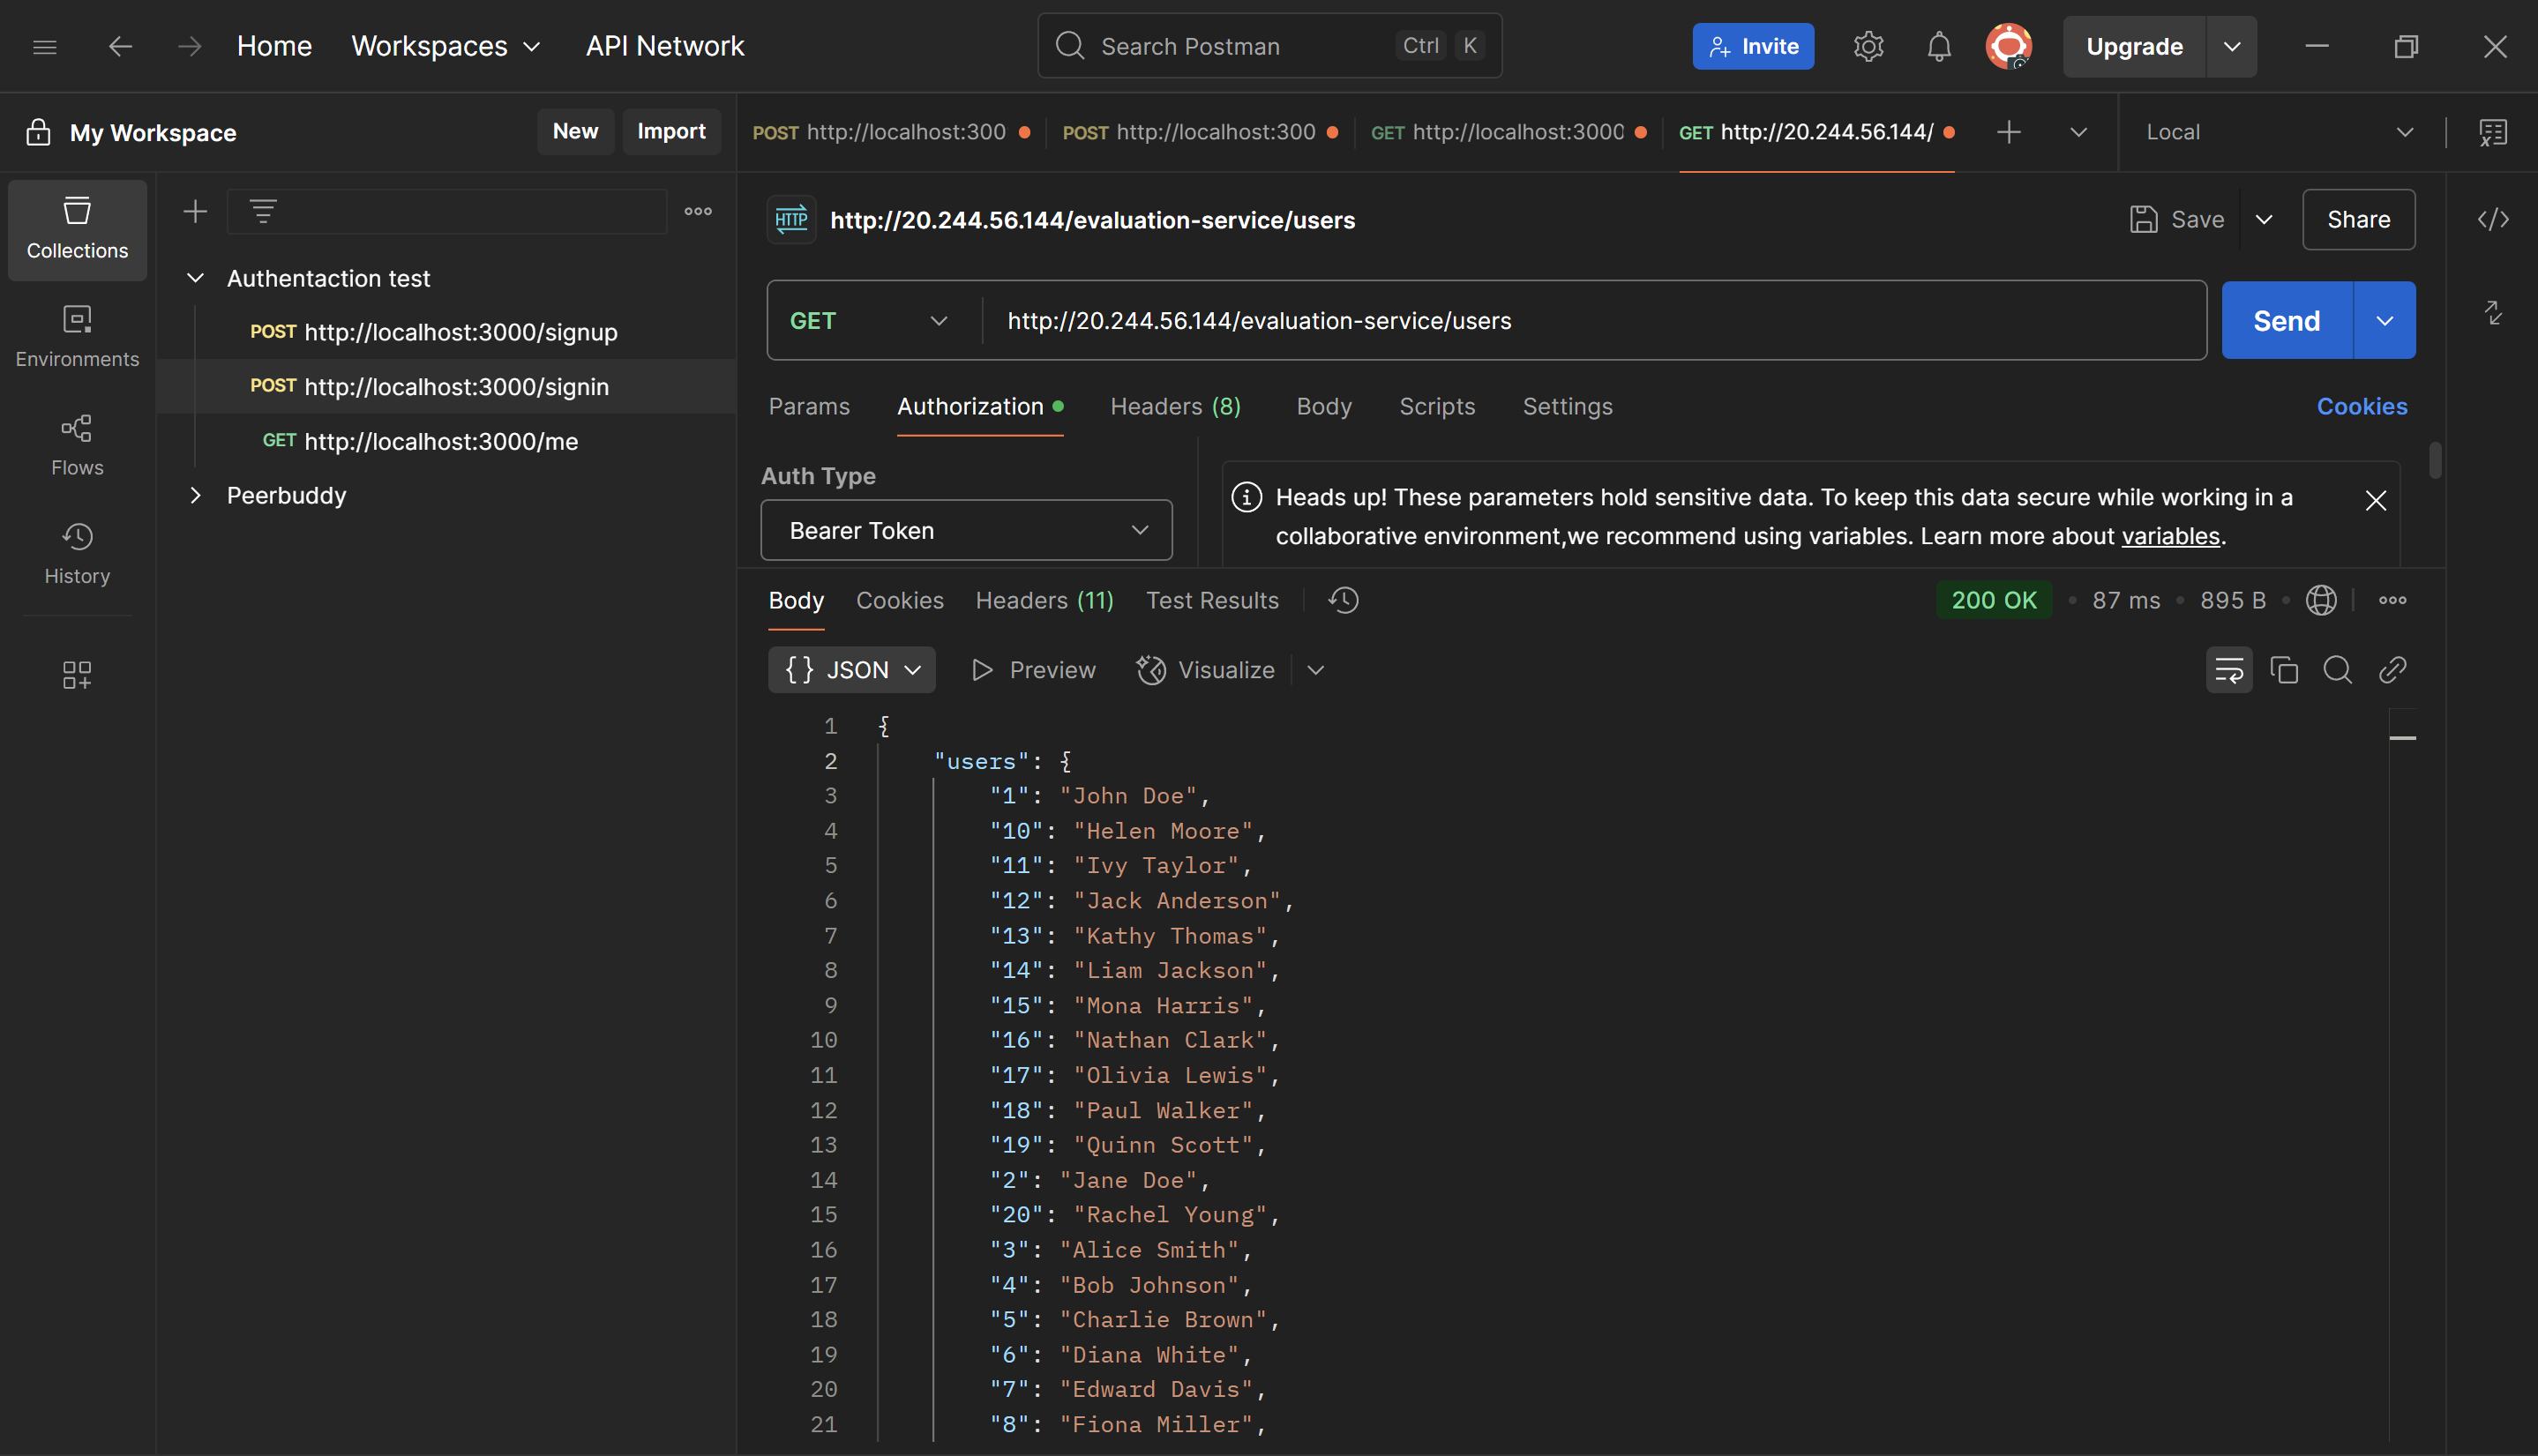 Home Workspaces API Network Search Postman Ctrl K Invite Upgrade
My Workspace New Import
POST http://localhost:300 POST http://localhost:300 GET http://localhost:3000 GET http://20.244.56.144/ Local
Collections
Environments
Flows
History
Authentaction test
POST http://localhost:3000/signup
POST http://localhost:3000/signin
GET http://localhost:3000/me
Peerbuddy
HTTP http://20.244.56.144/evaluation-service/users Save Share
GET http://20.244.56.144/evaluation-service/users Send
Params Authorization Headers (8) Body Scripts Settings Cookies
Auth Type
Bearer Token
Heads up! These parameters hold sensitive data. To keep this data secure while working in a
collaborative environment,we recommend using variables. Learn more about variables.
Body Cookies Headers (11) Test Results 200 OK 87 ms 895 B
{} JSON Preview Visualize
1 {
2 "users": {
3 "1": "John Doe",
4 "10": "Helen Moore",
5 "11": "Ivy Taylor",
6 "12": "Jack Anderson",
7 "13": "Kathy Thomas",
8 "14": "Liam Jackson",
9 "15": "Mona Harris",
10 "16": "Nathan Clark",
11 "17": "Olivia Lewis",
12 "18": "Paul Walker",
13 "19": "Quinn Scott",
14 "2": "Jane Doe",
15 "20": "Rachel Young",
16 "3": "Alice Smith",
17 "4": "Bob Johnson",
18 "5": "Charlie Brown",
19 "6": "Diana White",
20 "7": "Edward Davis",
21 "8": "Fiona Miller",